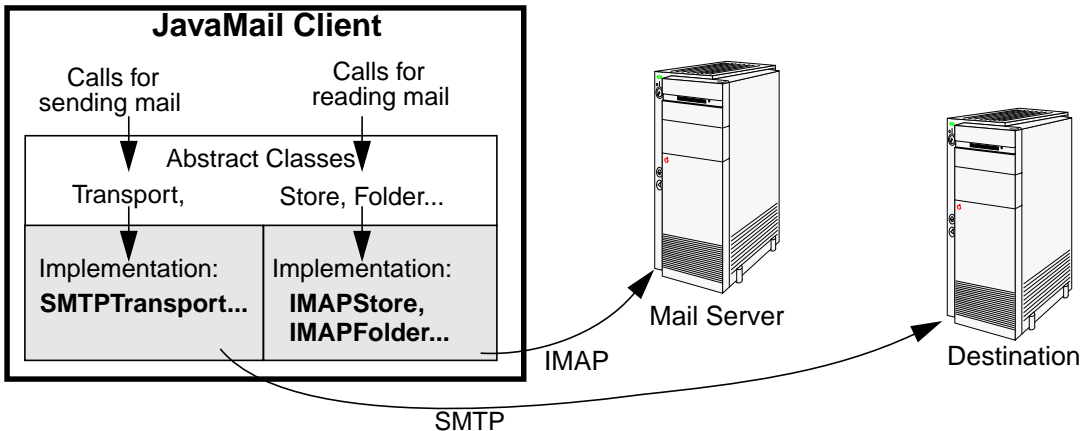 JavaMail Client
Calls for
sending mail
Calls for
reading mail
Abstract Classes
Transport,
Store, Folder...
Implementation:
SMTPTransport...
Implementation:
IMAPStore,
IMAPFolder...
Mail Server
Destination
IMAP
SMTP